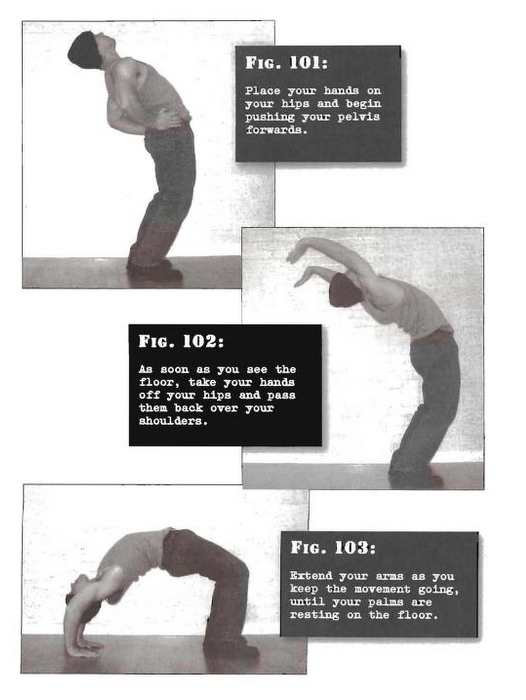 Fig. 101:
Place your hands on
your hips and begin
pushing your pelvis
forwards.
Fig. 102:
As soon as you see the
floor, take your hands
off your hips and pass
them back over your
shoulders.
Fig. 103:
Extend your arms as you
keep the movement going,
until your palms are
resting on the floor.